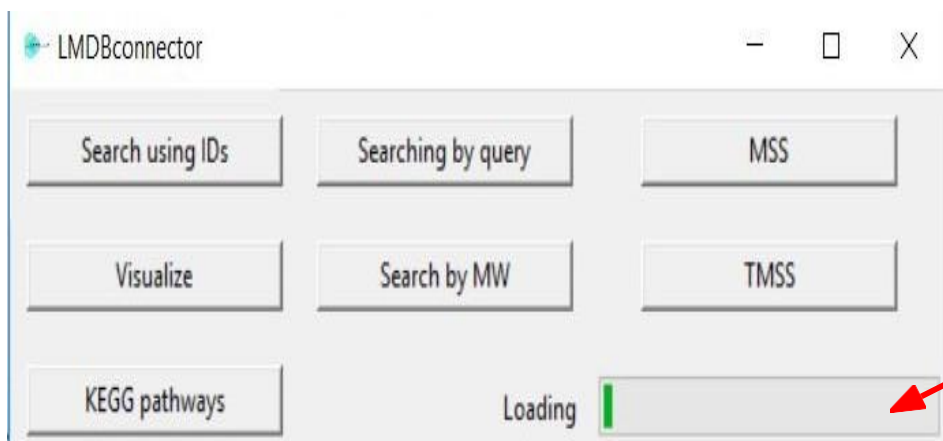 LMDBconnector
Search using IDs
Searching by query
MSS
Visualize
Search by MW
TMSS
KEGG pathways
Loading